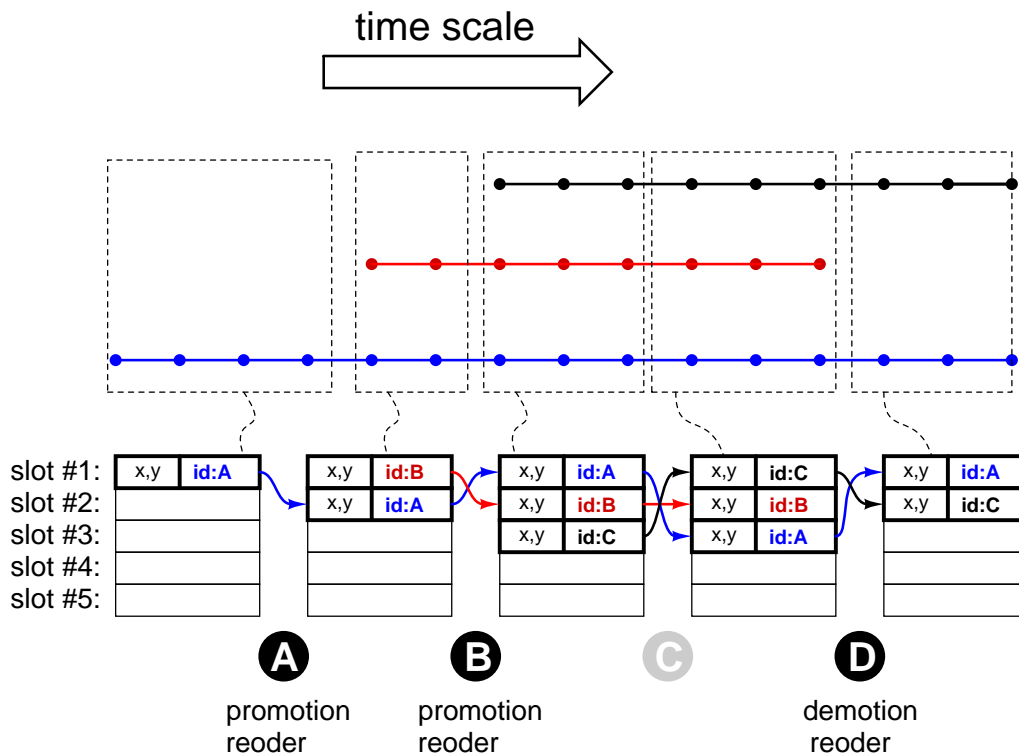 time scale
slot #1: x,y id:A x,y id:B x,y id:A x,y id:C x,y id:A
slot #2: x,y id:A x,y id:B x,y id:B x,y id:C
slot #3: x,y id:C x,y id:A
slot #4:
slot #5:
A B C D
promotion promotion demotion
reoder reoder reoder